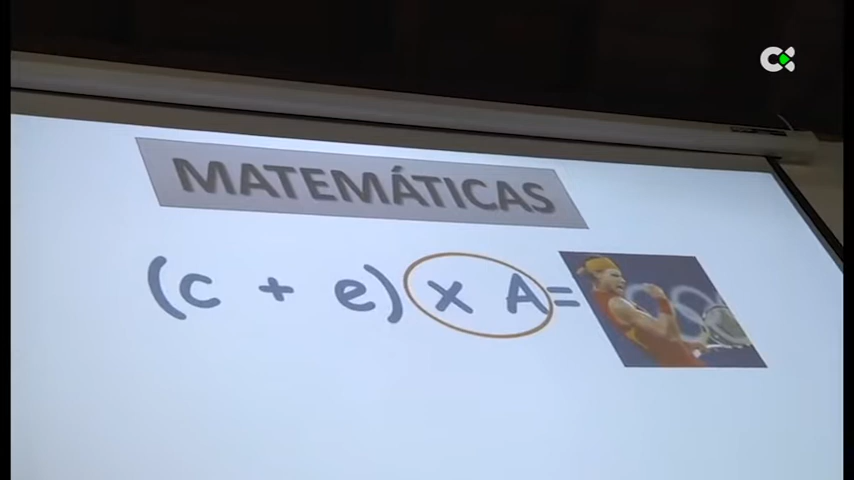 MATEMÁTICAS
(c + e) x A =